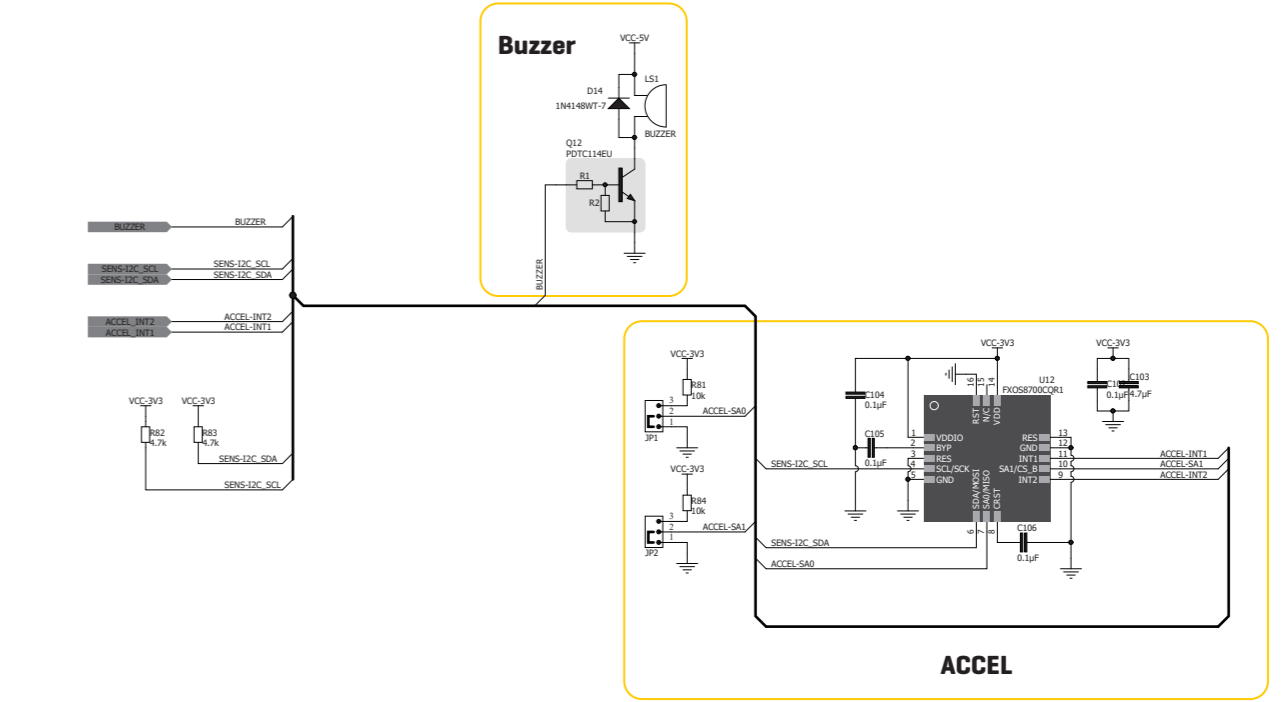 Buzzer
VCC-5V
LS1
D14
1N4148WT-7
BUZZER
Q12
PDTC114EU
R1
R2
BUZZER
BUZZER
BUZZER
SENS-I2C_SCL
SENS-I2C_SCL
SENS-I2C_SDA
SENS-I2C_SDA
ACCEL_INT2
ACCEL-INT2
ACCEL_INT1
ACCEL-INT1
VCC-3V3
VCC-3V3
R82
4.7k
R83
4.7k
SENS-I2C_SDA
SENS-I2C_SCL
VCC-3V3
R81
10k
3
2
1
ACCEL-SA0
JP1
VCC-3V3
R84
10k
3
2
1
ACCEL-SA1
JP2
SENS-I2C_SCL
SENS-I2C_SDA
ACCEL-SA0
VCC-3V3
C104
0.1µF
C105
0.1µF
U12
FXOS8700CQR1
16
15
14
RST
N/C
VDD
1
VDDIO
2
BYP
3
RES
4
SCL/SCK
5
GND
RES
13
GND
12
INT1
11
SA1/CS_B
10
INT2
9
SDA/MOSI
SA0/MISO
CRST
6
7
8
C106
0.1µF
VCC-3V3
0.1µF
C103
4.7µF
ACCEL-INT1
ACCEL-SA1
ACCEL-INT2
ACCEL